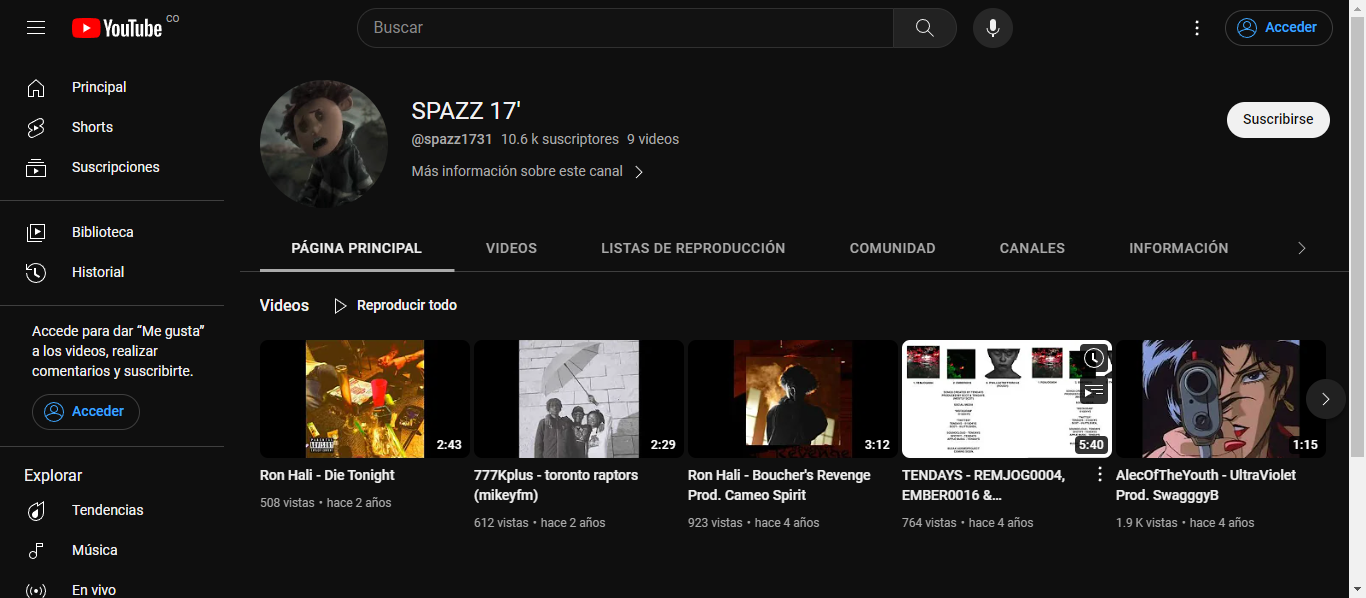 YouTube CO
Buscar
Acceder
Principal
Shorts
Suscripciones
Biblioteca
Historial
Accede para dar “Me gusta”
a los videos, realizar
comentarios y suscribirte.
Acceder
Explorar
Tendencias
Música
En vivo
SPAZZ 17'
@spazz1731 10.6 k suscriptores 9 videos
Más información sobre este canal
Suscribirse
PÁGINA PRINCIPAL VIDEOS LISTAS DE REPRODUCCIÓN COMUNIDAD CANALES INFORMACIÓN
Videos Reproducir todo
2:43
Ron Hali - Die Tonight
508 vistas • hace 2 años
2:29
777Kplus - toronto raptors
(mikeyfm)
612 vistas • hace 2 años
3:12
Ron Hali - Boucher's Revenge
Prod. Cameo Spirit
923 vistas • hace 4 años
5:40
TENDAYS - REMJOG0004,
EMBER0016 &...
764 vistas • hace 4 años
1:15
AlecOfTheYouth - UltraViolet
Prod. SwagggyB
1.9 K vistas • hace 4 años